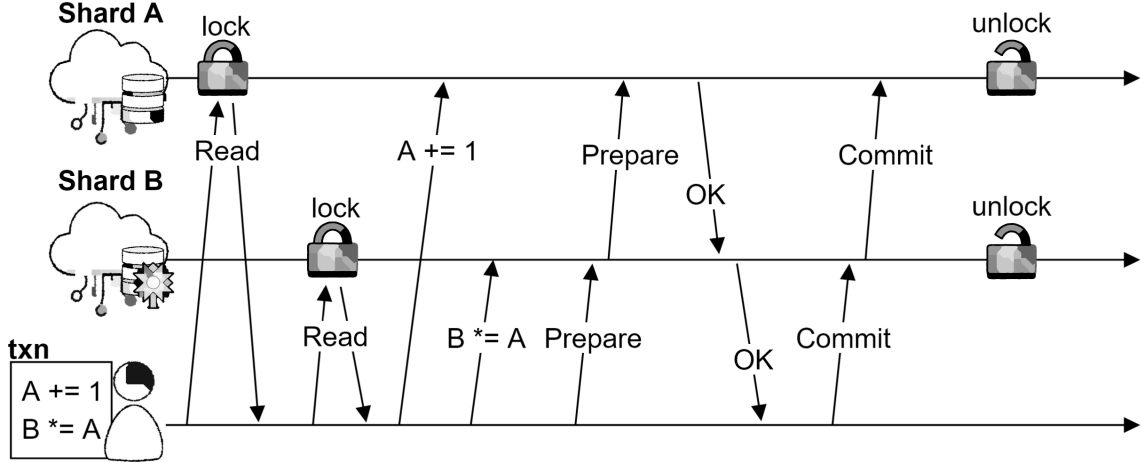 Shard A
lock
unlock
Read
A += 1
Prepare
Commit
OK
Shard B
lock
unlock
Read
B *= A
Prepare
Commit
OK
txn
A += 1
B *= A